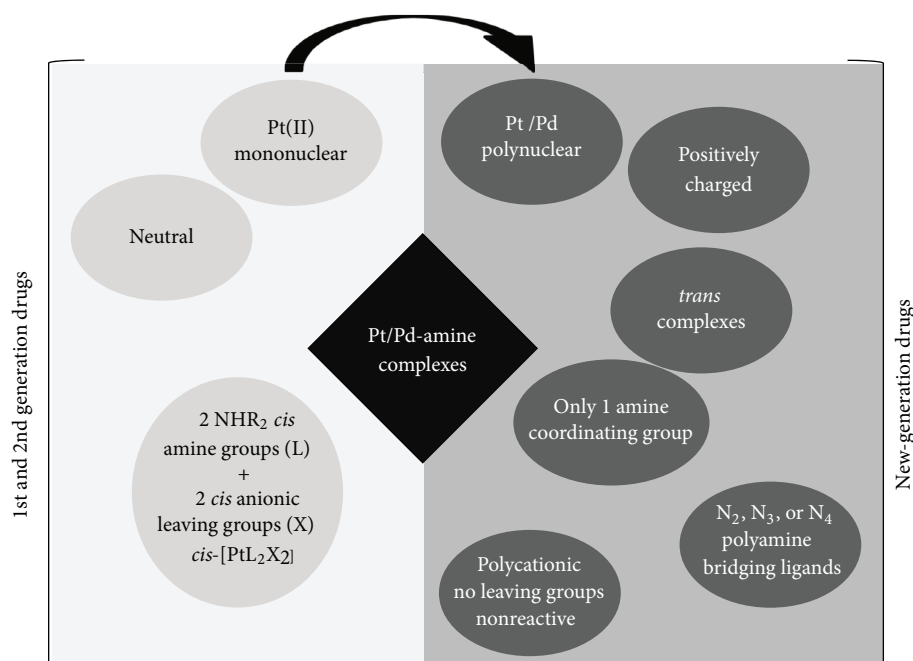 1st and 2nd generation drugs
Pt(II)
mononuclear
Neutral
2 NHR₂ cis
amine groups (L)
+
2 cis anionic
leaving groups (X)
cis-[PtL₂X2]
Pt/Pd-amine
complexes
Pt /Pd
polynuclear
Positively
charged
trans
complexes
Only 1 amine
coordinating group
N₂, N₃, or N₄
polyamine
bridging ligands
Polycationic
no leaving groups
nonreactive
New-generation drugs